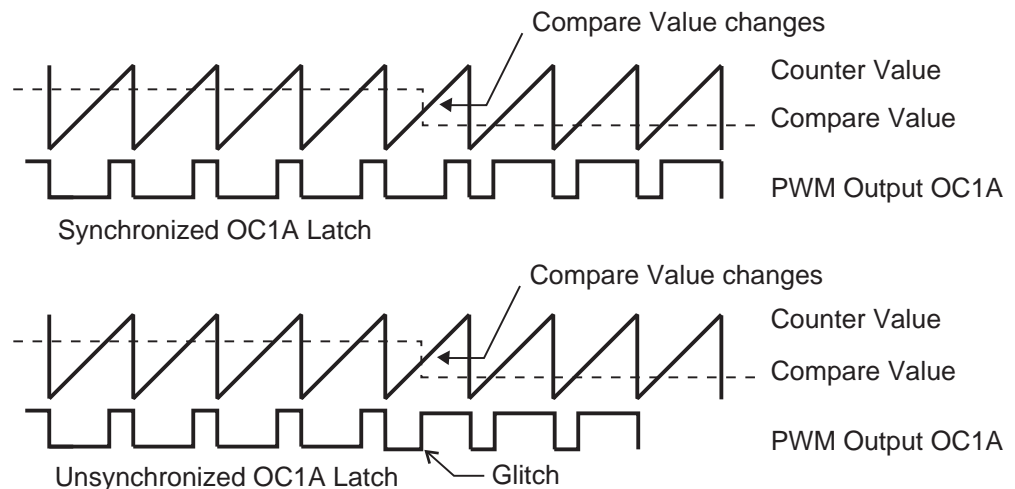 Compare Value changes
Counter Value
Compare Value
PWM Output OC1A
Synchronized OC1A Latch
Compare Value changes
Counter Value
Compare Value
PWM Output OC1A
Unsynchronized OC1A Latch
Glitch